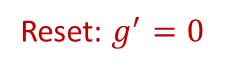 Reset: g′ = 0